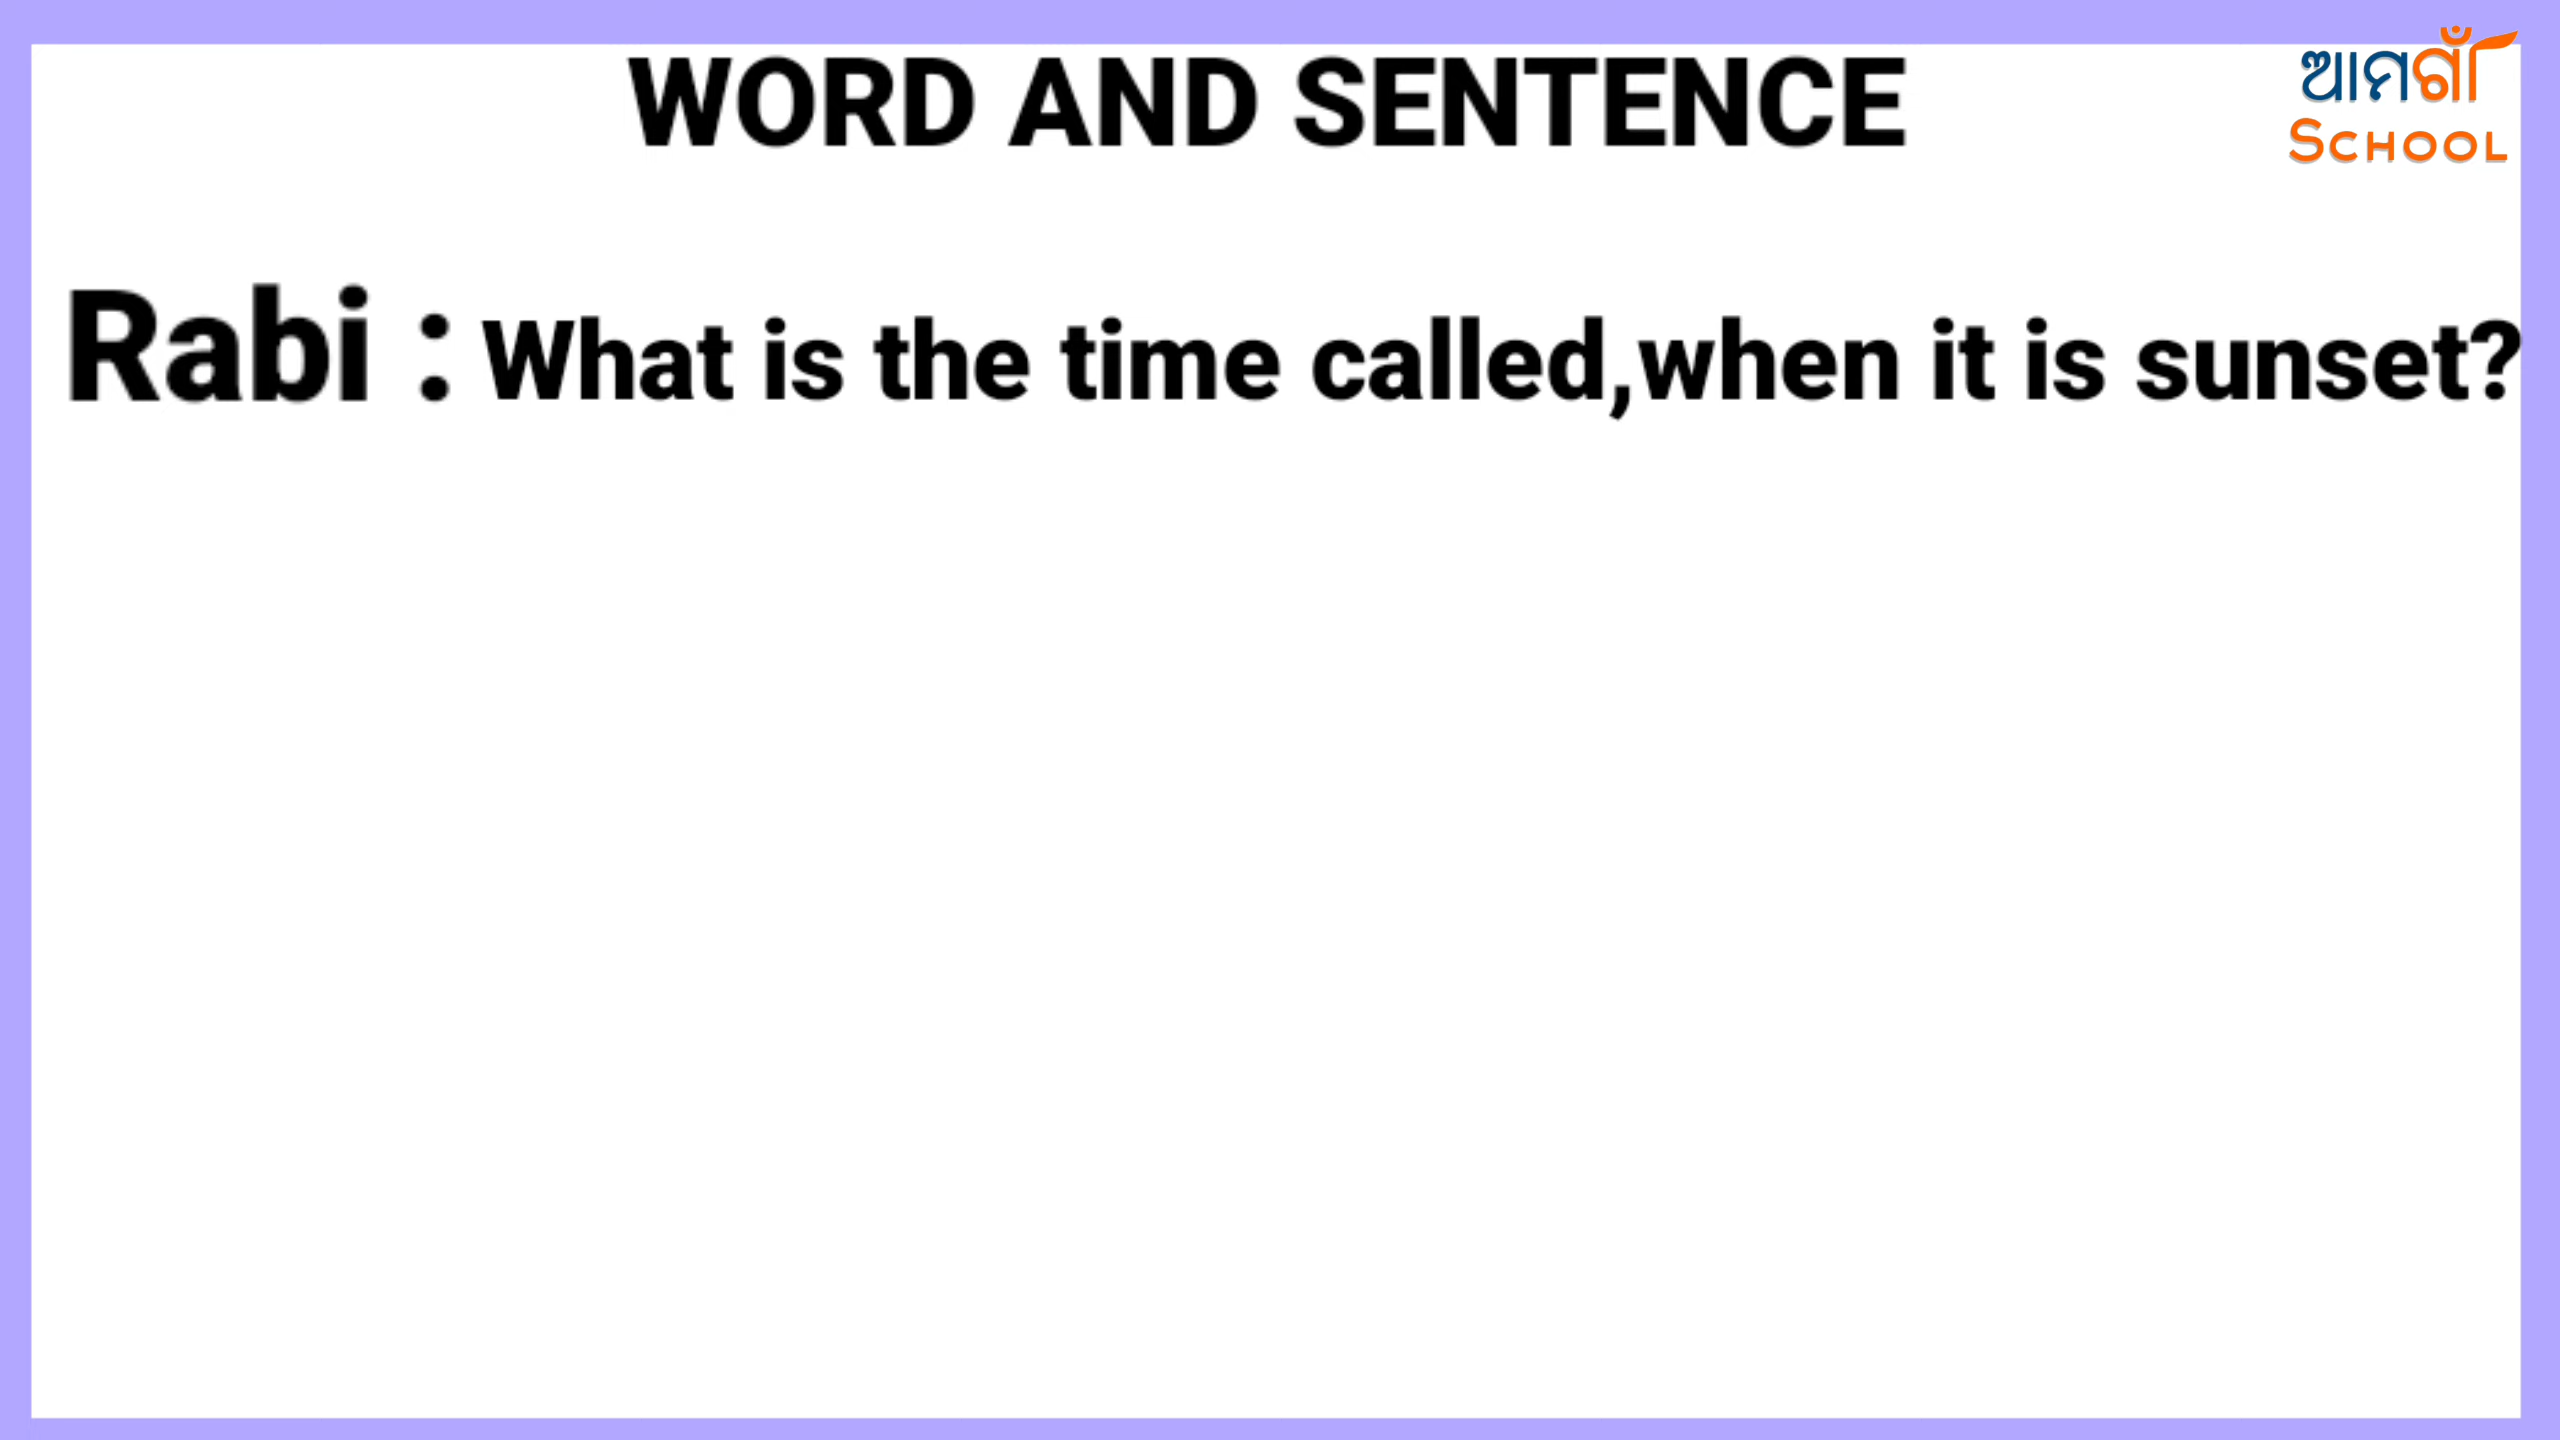 WORD AND SENTENCE
ଆମଗାଁ
SCHOOL
Rabi : What is the time called,when it is sunset?